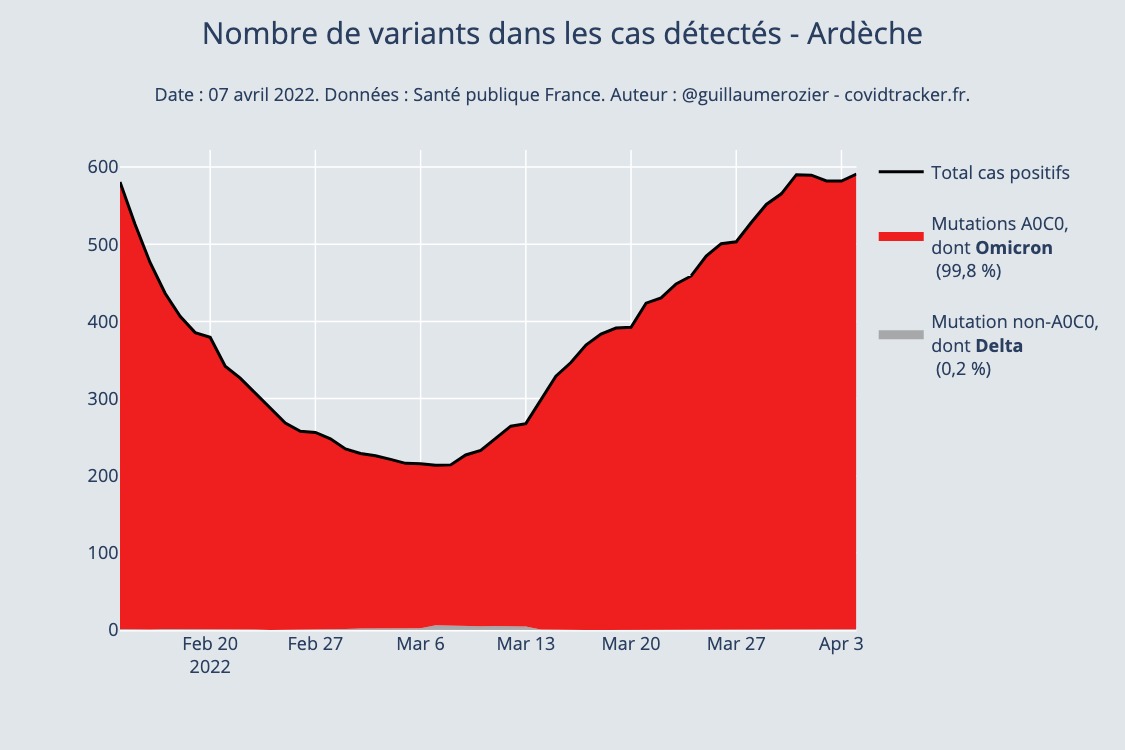 Nombre de variants dans les cas détectés - Ardèche
Date : 07 avril 2022. Données : Santé publique France. Auteur : @guillaumerozier - covidtracker.fr.
600
500
400
300
200
100
0
Feb 20
2022
Feb 27
Mar 6
Mar 13
Mar 20
Mar 27
Apr 3
Total cas positifs
Mutations A0C0,
dont Omicron
(99,8 %)
Mutation non-A0C0,
dont Delta
(0,2 %)